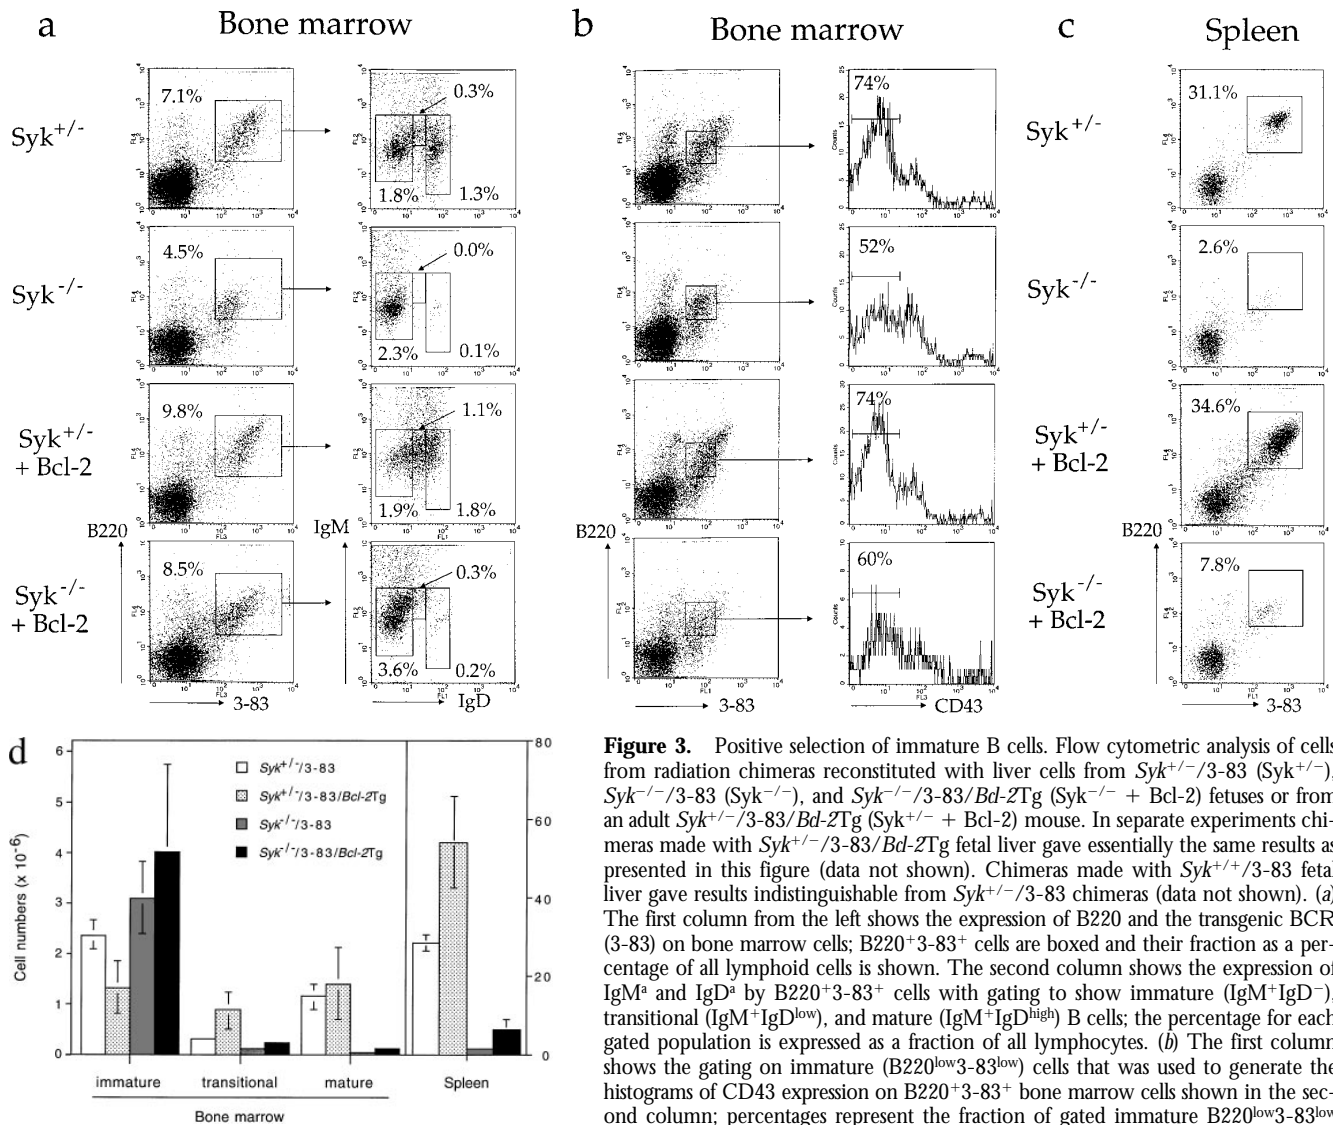 a
Bone marrow
b
Bone marrow
c
Spleen
Syk+/-
7.1%
0.3%
1.8%
1.3%
74%
Syk+/-
31.1%
Syk-/-
4.5%
0.0%
2.3%
0.1%
52%
Syk-/-
2.6%
Syk+/-
+ Bcl-2
9.8%
1.1%
1.9%
1.8%
74%
Syk+/-
+ Bcl-2
34.6%
B220
IgM
B220
B220
Syk-/-
+ Bcl-2
8.5%
0.3%
3.6%
0.2%
60%
Syk-/-
+ Bcl-2
7.8%
3-83
IgD
3-83
CD43
3-83
d
Cell numbers (x 10-6)
6
5
4
3
2
1
0
80
60
40
20
0
Syk+/-/3-83
Syk+/-/3-83/Bcl-2Tg
Syk-/-/3-83
Syk-/-/3-83/Bcl-2Tg
immature
transitional
mature
Spleen
Bone marrow
Figure 3. Positive selection of immature B cells. Flow cytometric analysis of cells
from radiation chimeras reconstituted with liver cells from Syk+/−/3-83 (Syk+/−),
Syk−/−/3-83 (Syk−/−), and Syk−/−/3-83/Bcl-2Tg (Syk−/− + Bcl-2) fetuses or from
an adult Syk+/−/3-83/Bcl-2Tg (Syk+/− + Bcl-2) mouse. In separate experiments chi-
meras made with Syk+/−/3-83/Bcl-2Tg fetal liver gave essentially the same results as
presented in this figure (data not shown). Chimeras made with Syk+/+/3-83 fetal
liver gave results indistinguishable from Syk+/−/3-83 chimeras (data not shown). (a)
The first column from the left shows the expression of B220 and the transgenic BCR
(3-83) on bone marrow cells; B220+3-83+ cells are boxed and their fraction as a per-
centage of all lymphoid cells is shown. The second column shows the expression of
IgMa and IgDa by B220+3-83+ cells with gating to show immature (IgM+IgD−),
transitional (IgM+IgDlow), and mature (IgM+IgDhigh) B cells; the percentage for each
gated population is expressed as a fraction of all lymphocytes. (b) The first column
shows the gating on immature (B220low3-83low) cells that was used to generate the
histograms of CD43 expression on B220+3-83+ bone marrow cells shown in the sec-
ond column; percentages represent the fraction of gated immature B220low3-83low